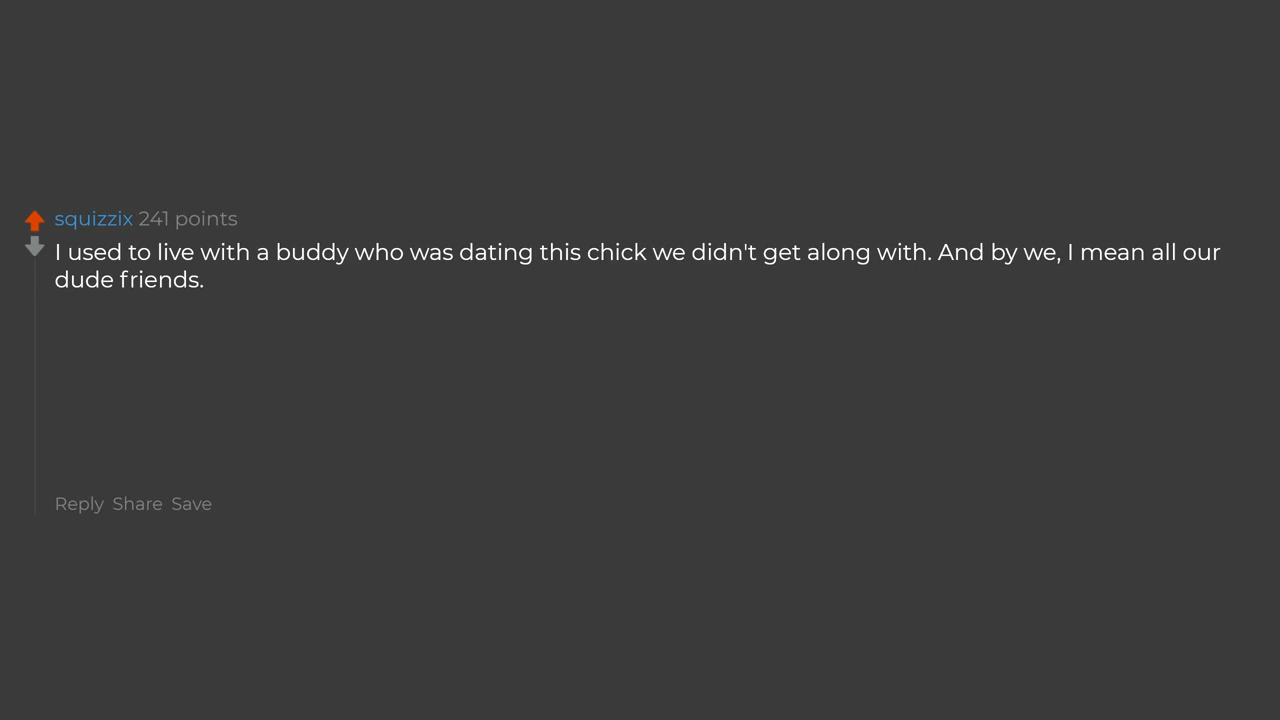 squizzix 241 points
I used to live with a buddy who was dating this chick we didn't get along with. And by we, I mean all our
dude friends.
Reply Share Save